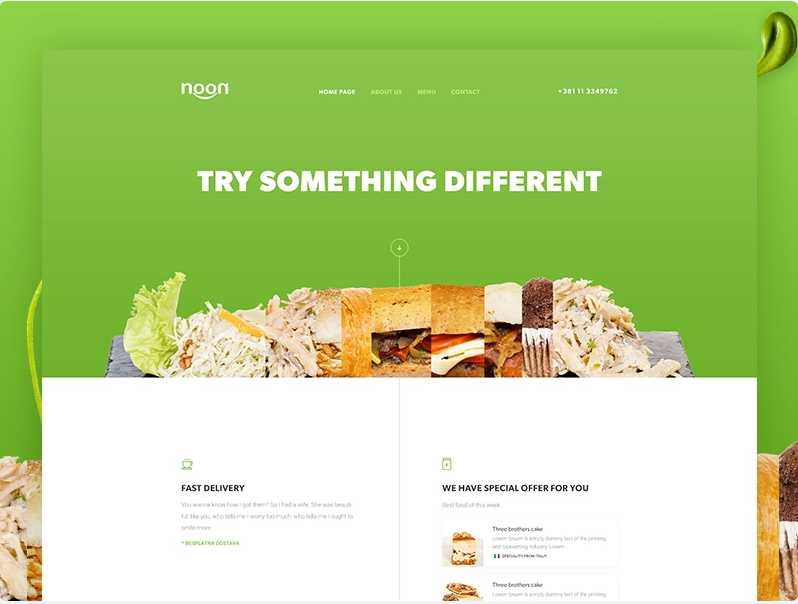 noon
HOME PAGE ABOUT US MENU CONTACT
+381 11 3349762
TRY SOMETHING DIFFERENT
FAST DELIVERY
You wanna know how I got them? So I had a wife. She was beauti-
ful, like you, who tells me I worry too much, who tells me I ought to
smile more
* BESPLATNA DOSTAVA
WE HAVE SPECIAL OFFER FOR YOU
Best food of this week
Three brothers cake
Lorem Ipsum is simply dummy text of the printing
and typesetting industry. Lorem
SPECIALITY FROM ITALY!
Three brothers cake
Lorem Ipsum is simply dummy text of the printing